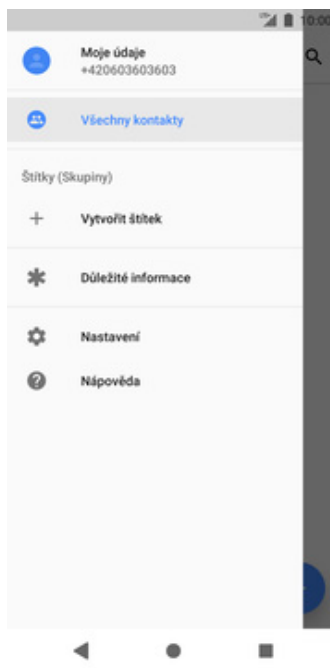 10:00
Moje údaje
+420603603603
Všechny kontakty
Štítky (Skupiny)
Vytvořit štítek
Důležité informace
Nastavení
Nápověda